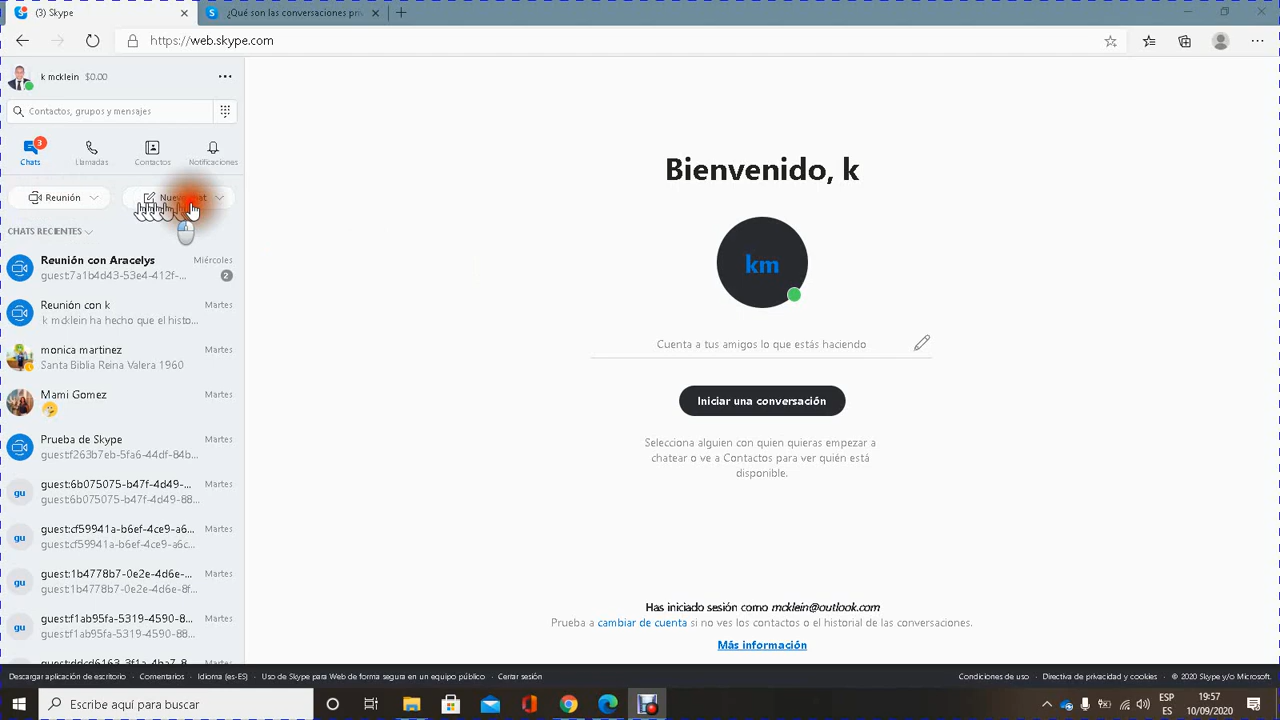 (3) Skype
¿Qué son las conversaciones pri
https://web.skype.com
k mcklein $0.00
Contactos, grupos y mensajes
3
Chats
Llamadas
Contactos
Notificaciones
Reunión
CHATS RECIENTES
Reunión con Aracelys Miércoles
2
Reunión con k Martes
k mcklein ha hecho que el histo...
monica martinez Martes
Santa Biblia Reina Valera 1960
Mami Gomez Martes
Prueba de Skype Martes
guest:f263b7eb-5fa6-44df-84b...
gu
guest:6b075075-b47f-4d49-... Martes
guest:6b075075-b47f-4d49-88...
gu
guest:cf59941a-b6ef-4ce9-a6... Martes
guest:cf59941a-b6ef-4ce9-a6c...
gu
guest:1b4778b7-0e2e-4d6e-... Martes
guest:1b4778b7-0e2e-4d6e-8f...
gu
guest:f1ab95fa-5319-4590-8... Martes
guest:f1ab95fa-5319-4590-88...
Bienvenido, k
km
Cuenta a tus amigos lo que estás haciendo
Iniciar una conversación
Selecciona alguien con quien quieras empezar a
chatear o ve a Contactos para ver quién está
disponible.
Has iniciado sesión como mcklein@outlook.com
Prueba a cambiar de cuenta si no ves los contactos o el historial de las conversaciones.
Más información
Descargar aplicación de escritorio Comentarios Idioma (es-ES) Uso de Skype para Web de forma segura en un equipo público Cerrar sesión
Condiciones de uso Directiva de privacidad y cookies © 2020 Skype y/o Microsoft.
Escribe aquí para buscar
ESP
ES
19:57
10/09/2020